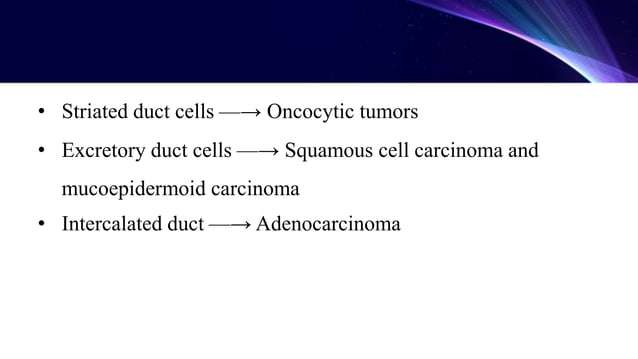 • Striated duct cells —→ Oncocytic tumors
• Excretory duct cells —→ Squamous cell carcinoma and
mucoepidermoid carcinoma
• Intercalated duct —→ Adenocarcinoma